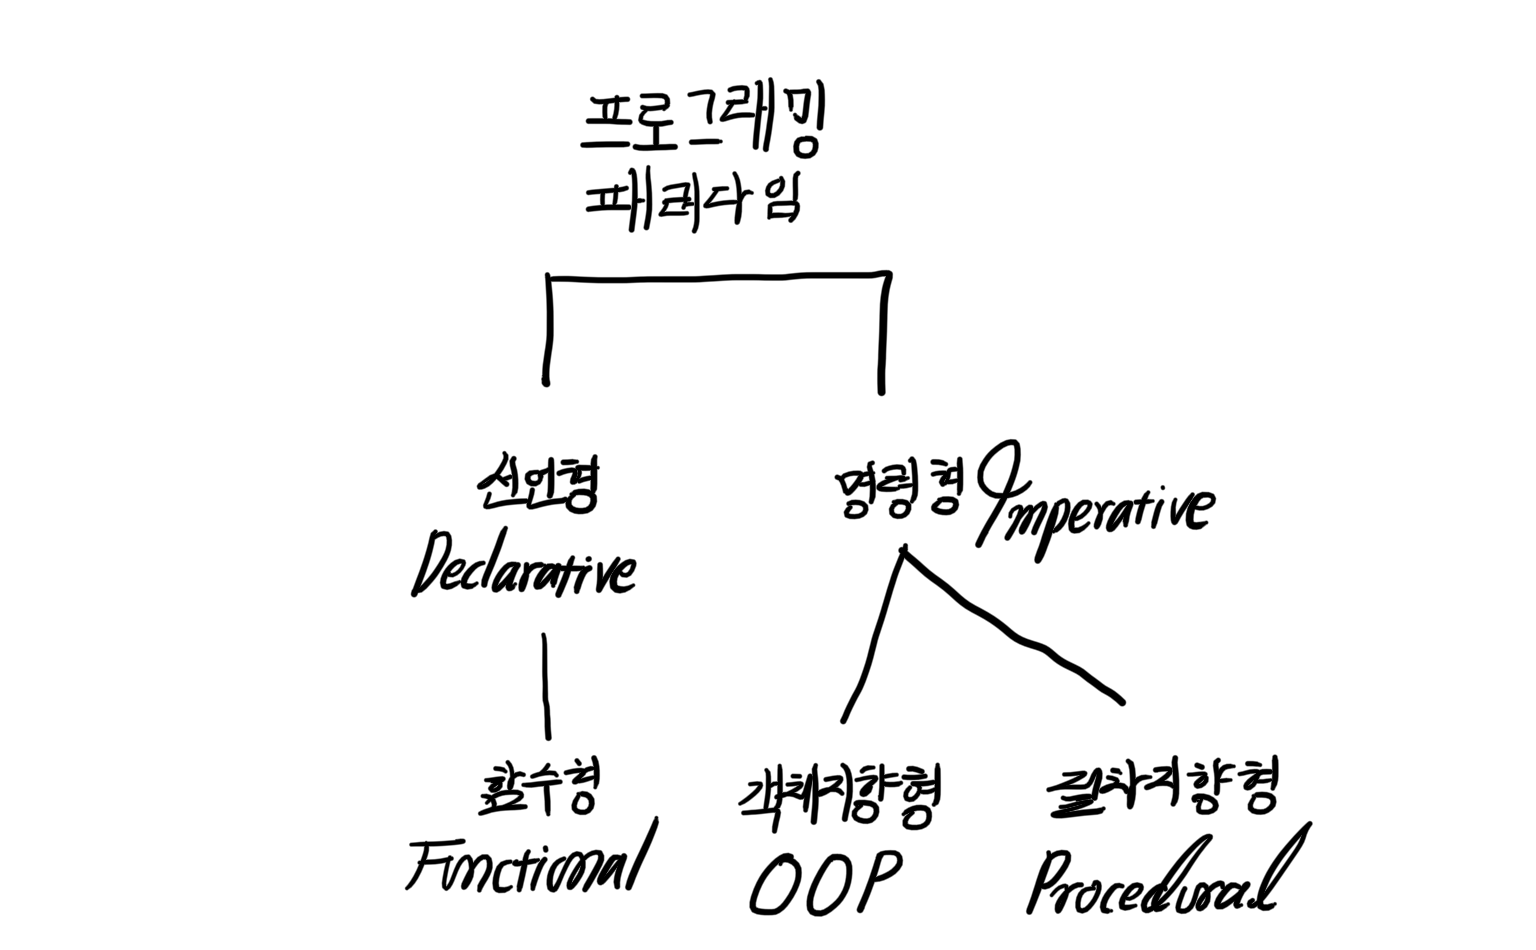 프로그래밍
패러다임
선언형
Declarative
명령형 Imperative
함수형
Functional
객체지향형
OOP
절차지향형
Procedural